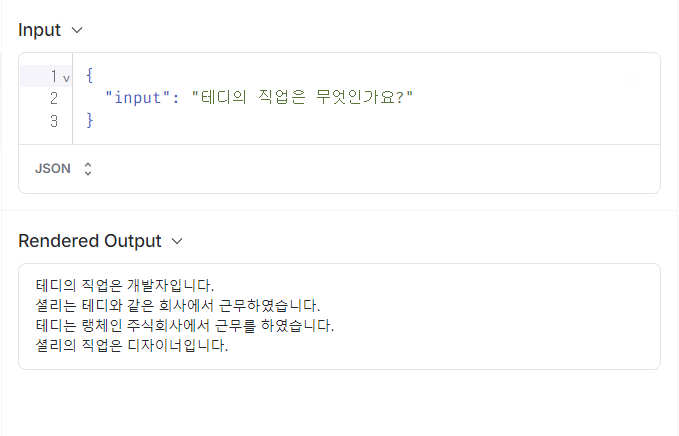 Input
1 {
2 "input": "테디의 직업은 무엇인가요?"
3 }
JSON
Rendered Output
테디의 직업은 개발자입니다.
셜리는 테디와 같은 회사에서 근무하였습니다.
테디는 랭체인 주식회사에서 근무를 하였습니다.
셜리의 직업은 디자이너입니다.